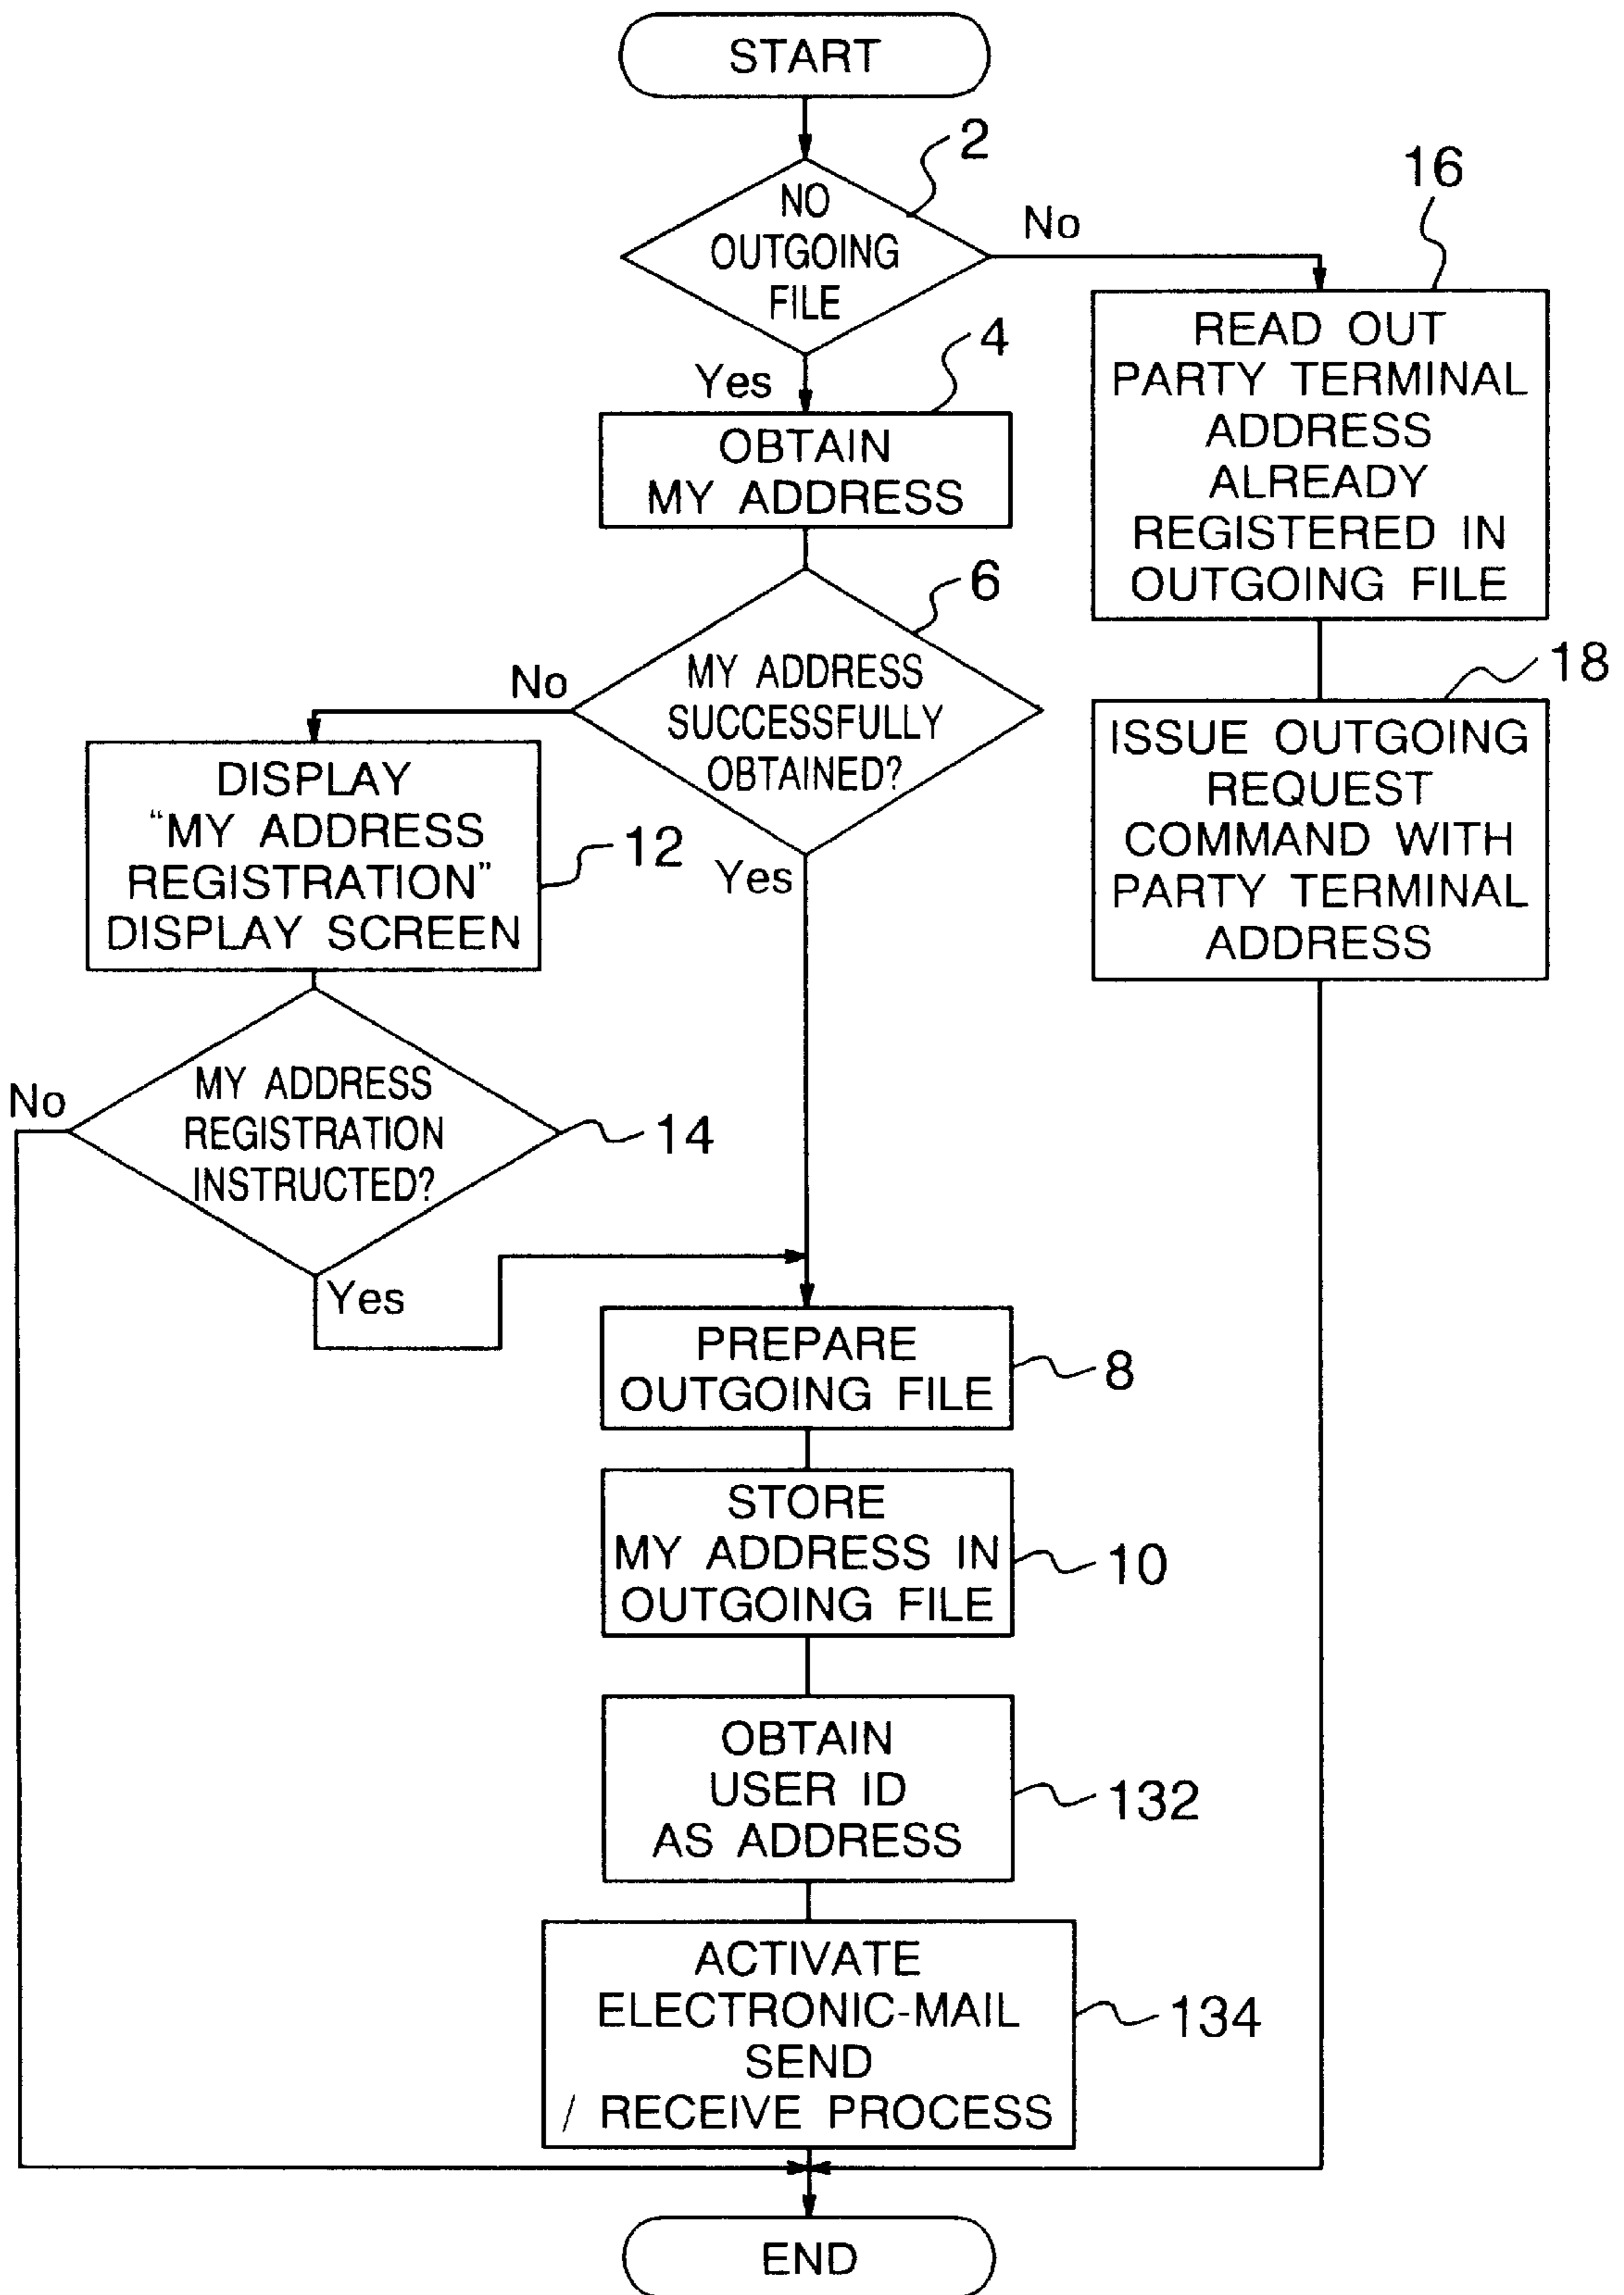 START
2
NO
OUTGOING
FILE
No
Yes
16
READ OUT
PARTY TERMINAL
ADDRESS
ALREADY
REGISTERED IN
OUTGOING FILE
4
OBTAIN
MY ADDRESS
6
MY ADDRESS
SUCCESSFULLY
OBTAINED?
No
Yes
18
ISSUE OUTGOING
REQUEST
COMMAND WITH
PARTY TERMINAL
ADDRESS
DISPLAY
"MY ADDRESS
REGISTRATION"
DISPLAY SCREEN
12
MY ADDRESS
REGISTRATION
INSTRUCTED?
14
No
Yes
PREPARE
OUTGOING FILE
8
STORE
MY ADDRESS IN
OUTGOING FILE
10
OBTAIN
USER ID
AS ADDRESS
132
ACTIVATE
ELECTRONIC-MAIL
SEND
/ RECEIVE PROCESS
134
END